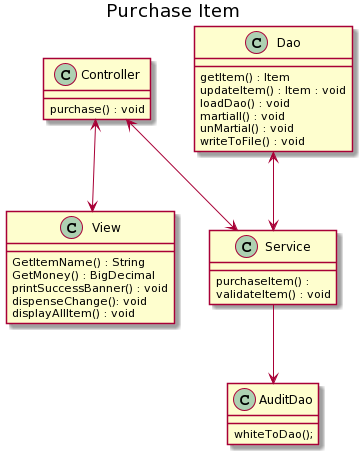 Purchase Item
C Dao
getItem() : Item
updateItem() : Item : void
loadDao() : void
martiall() : void
unMartial() : void
writeToFile() : void
C Controller
purchase() : void
C View
GetItemName() : String
GetMoney() : BigDecimal
printSuccessBanner() : void
dispenseChange(): void
displayAllItem() : void
C Service
purchaseItem() :
validateItem() : void
C AuditDao
whiteToDao();